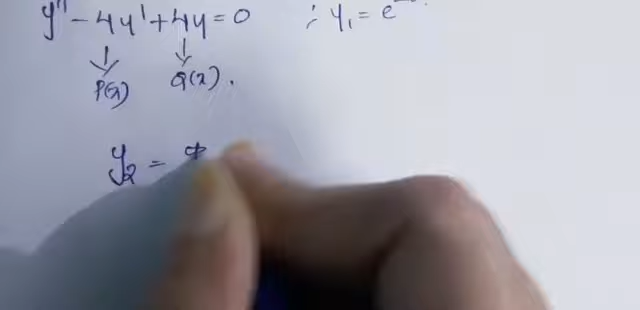 y" - 4y' + 4y = 0 ; y₁ = e
P(x) Q(x).
y₂ =